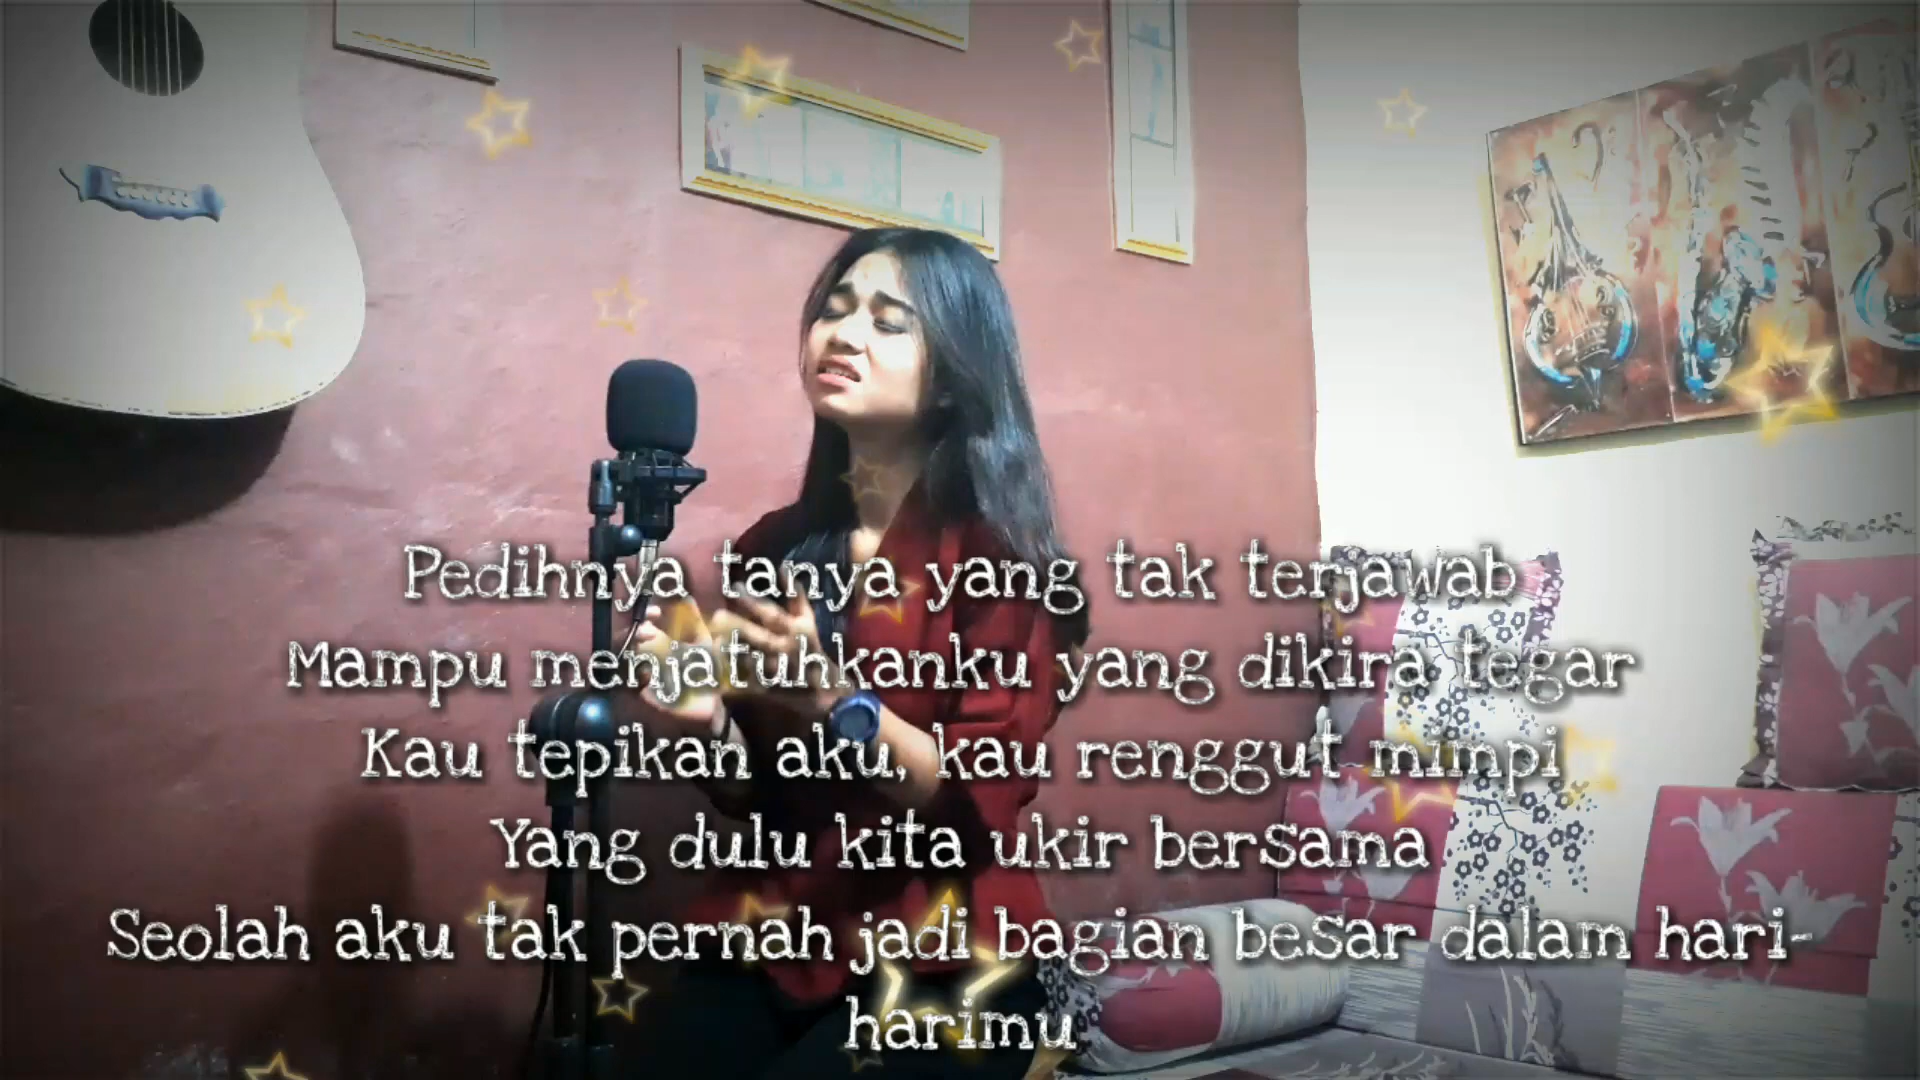 Pedihnya tanya yang tak terjawab
Mampu menjatuhkanku yang dikira tegar
Kau tepikan aku, kau renggut mimpi
Yang dulu kita ukir bersama
Seolah aku tak pernah jadi bagian besar dalam hari-
harimu